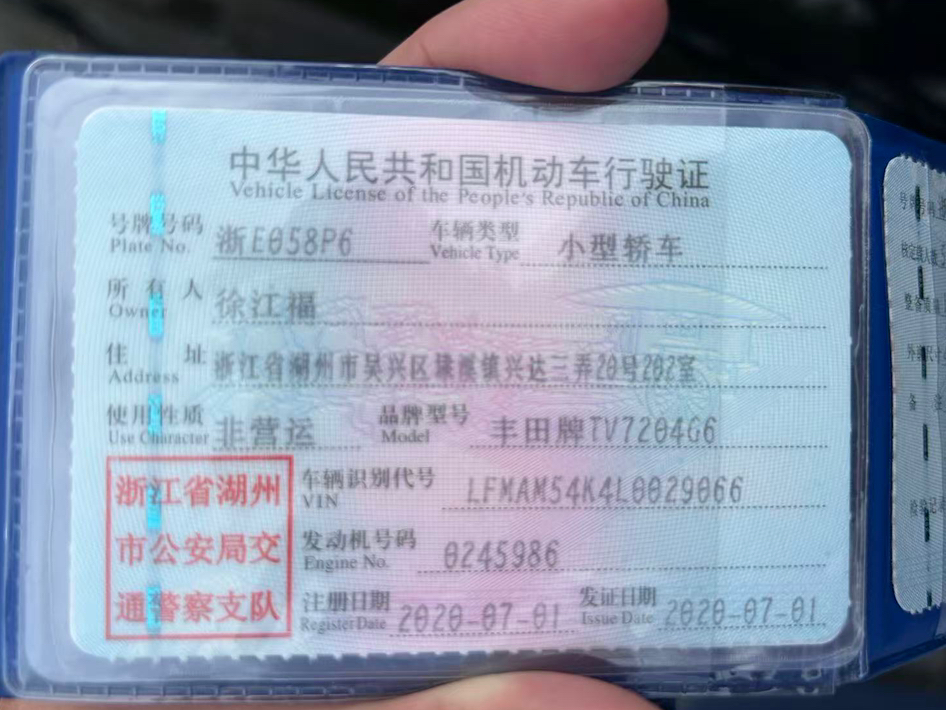 中华人民共和国机动车行驶证
Vehicle License of the People's Republic of China
号牌号码 浙E058P6 车辆类型 小型轿车
Plate No. Vehicle Type
所有人 徐江福
Owner
住址 浙江省湖州市吴兴区 镇兴达三弄20号202室
Address
使用性质 非营运 品牌型号 丰田牌TV7204G6
Use Character Model
浙江省湖州
市公安局交
通警察支队
车辆识别代号 LFMAM54K4L0029066
VIN
发动机号码 0245986
Engine No.
注册日期 2020-07-01 发证日期 2020-07-01
Register Date Issue Date